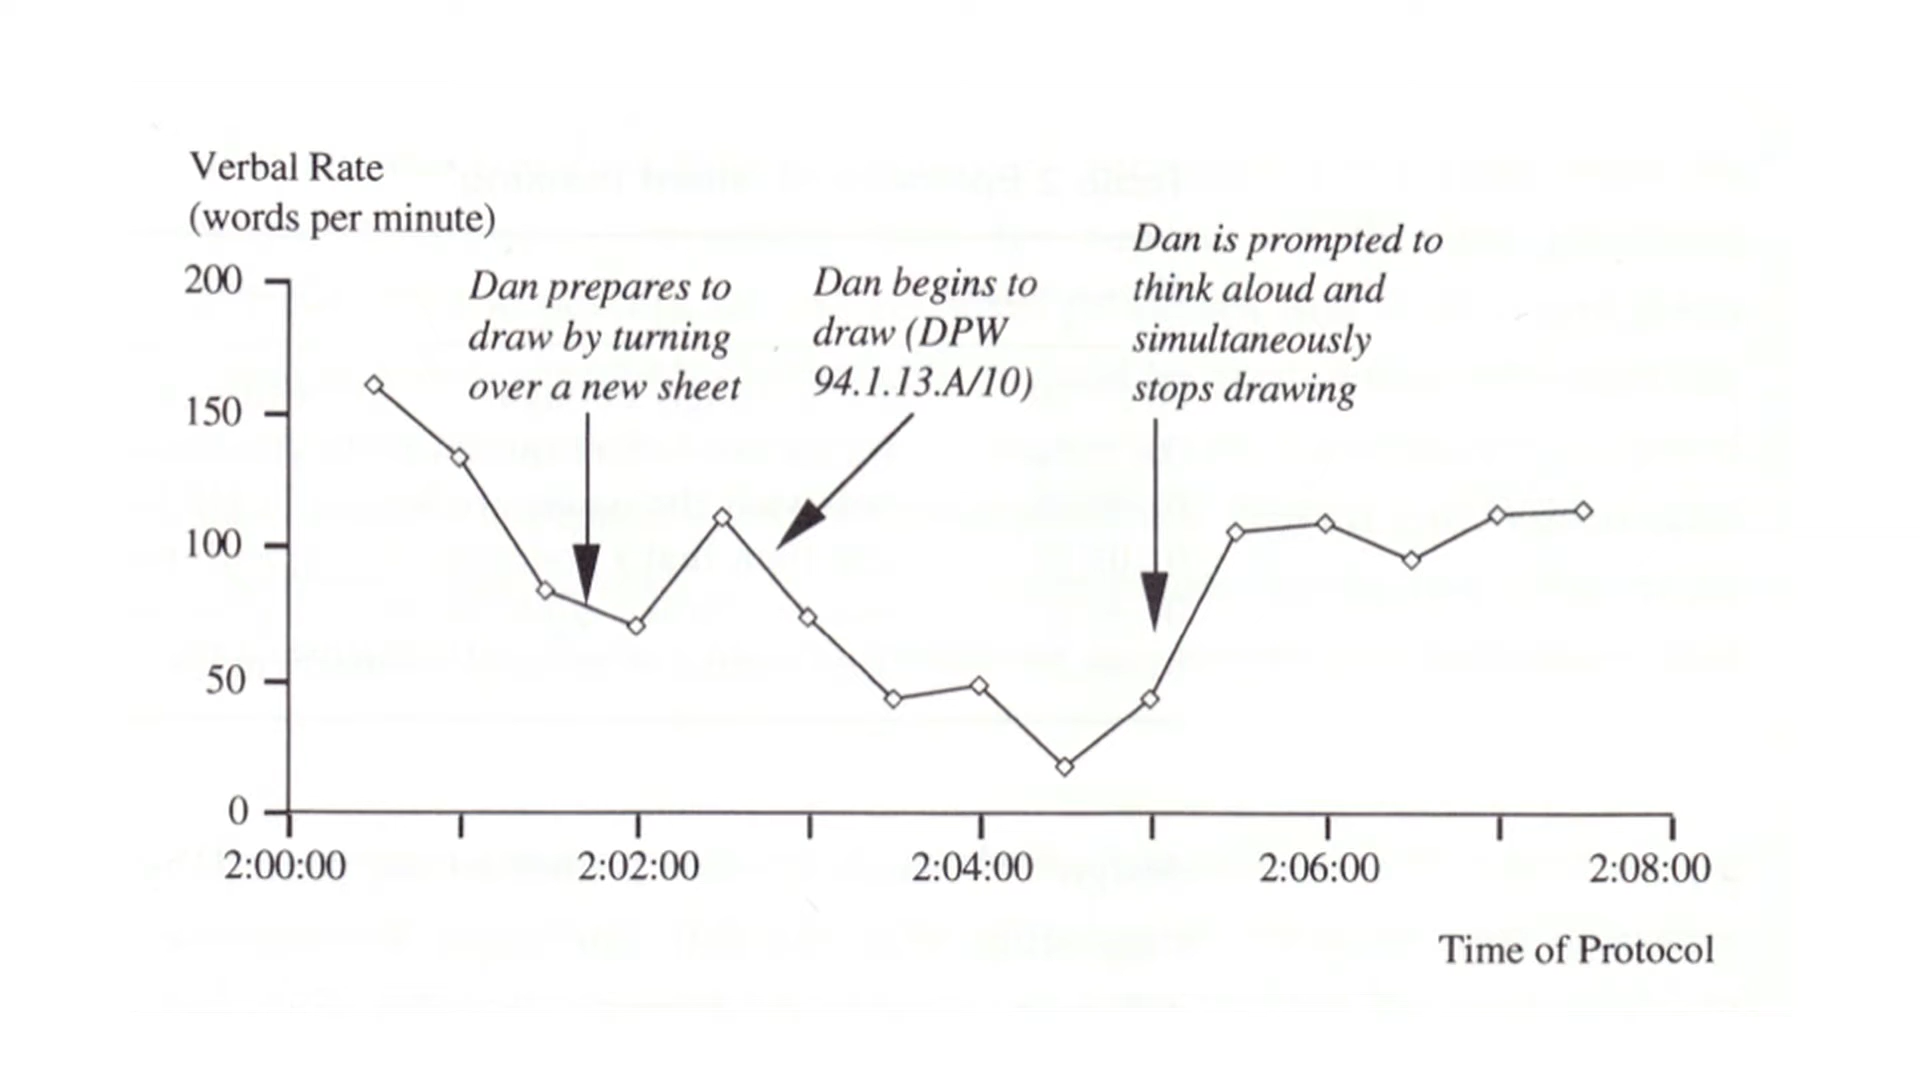 Verbal Rate
(words per minute)
Dan prepares to
draw by turning
over a new sheet
Dan begins to
draw (DPW
94.1.13.A/10)
Dan is prompted to
think aloud and
simultaneously
stops drawing
200
150
100
50
0
2:00:00
2:02:00
2:04:00
2:06:00
2:08:00
Time of Protocol